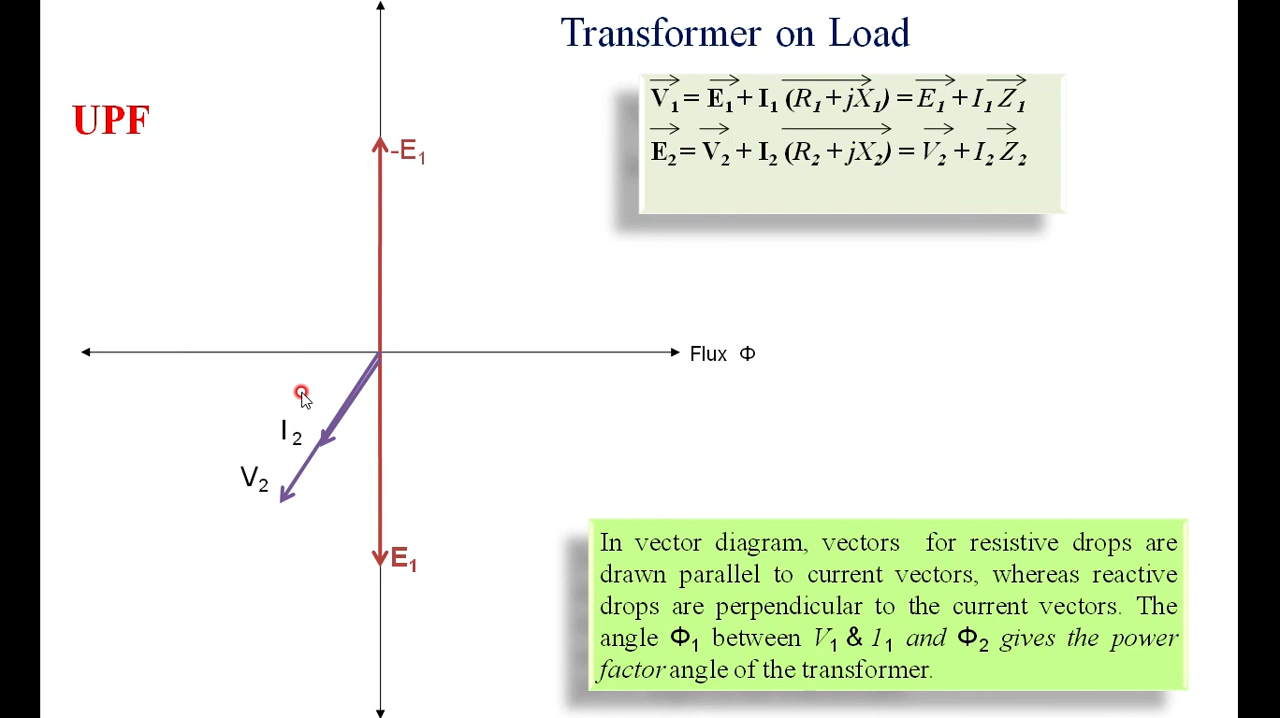 Transformer on Load
UPF
V₁ = E₁ + I₁ (R₁ + jX₁) = E₁ + I₁ Z₁
E₂ = V₂ + I₂ (R₂ + jX₂) = V₂ + I₂ Z₂
-E₁
Flux Φ
I₂
V₂
E₁
In vector diagram, vectors for resistive drops are
drawn parallel to current vectors, whereas reactive
drops are perpendicular to the current vectors. The
angle Φ₁ between V₁ & 1₁ and Φ₂ gives the power
factor angle of the transformer.